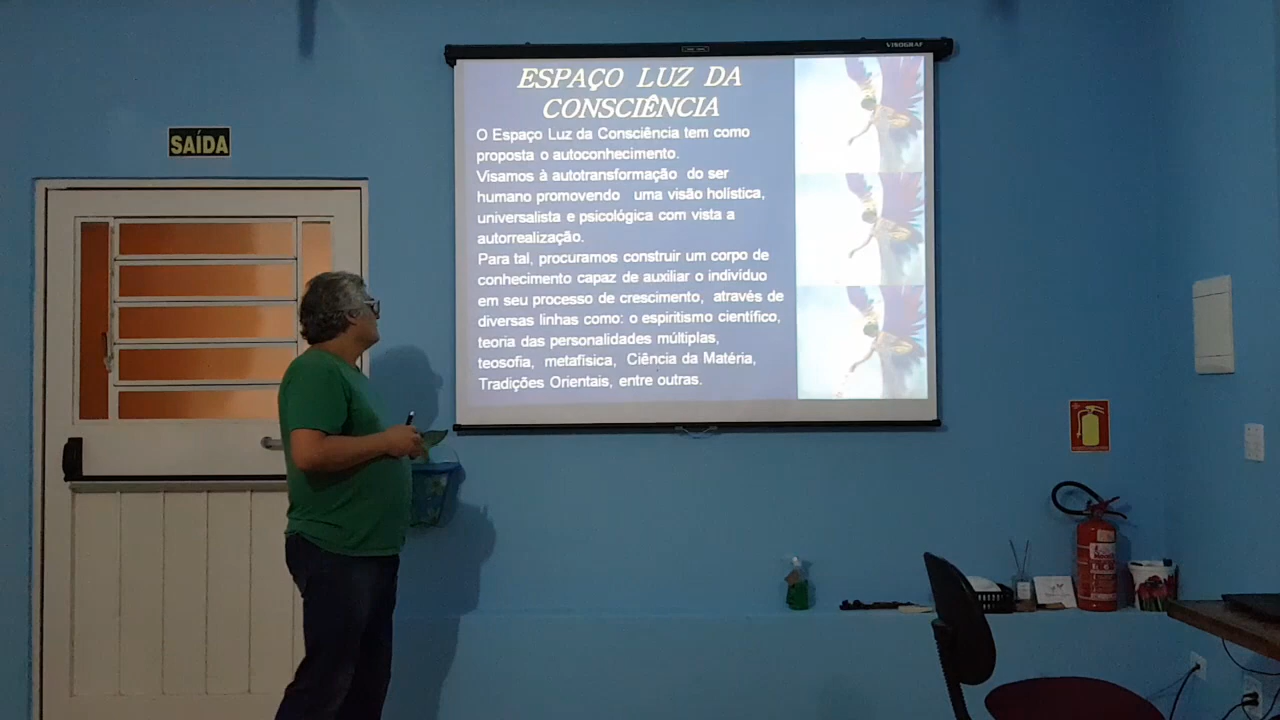 VISOGRAF
ESPAÇO LUZ DA
CONSCIÊNCIA
O Espaço Luz da Consciência tem como
proposta o autoconhecimento.
Visamos à autotransformação do ser
humano promovendo uma visão holística,
universalista e psicológica com vista a
autorrealização.
Para tal, procuramos construir um corpo de
conhecimento capaz de auxiliar o indivíduo
em seu processo de crescimento, através de
diversas linhas como: o espiritismo científico,
teoria das personalidades múltiplas,
teosofia, metafísica, Ciência da Matéria,
Tradições Orientais, entre outras.
SAÍDA